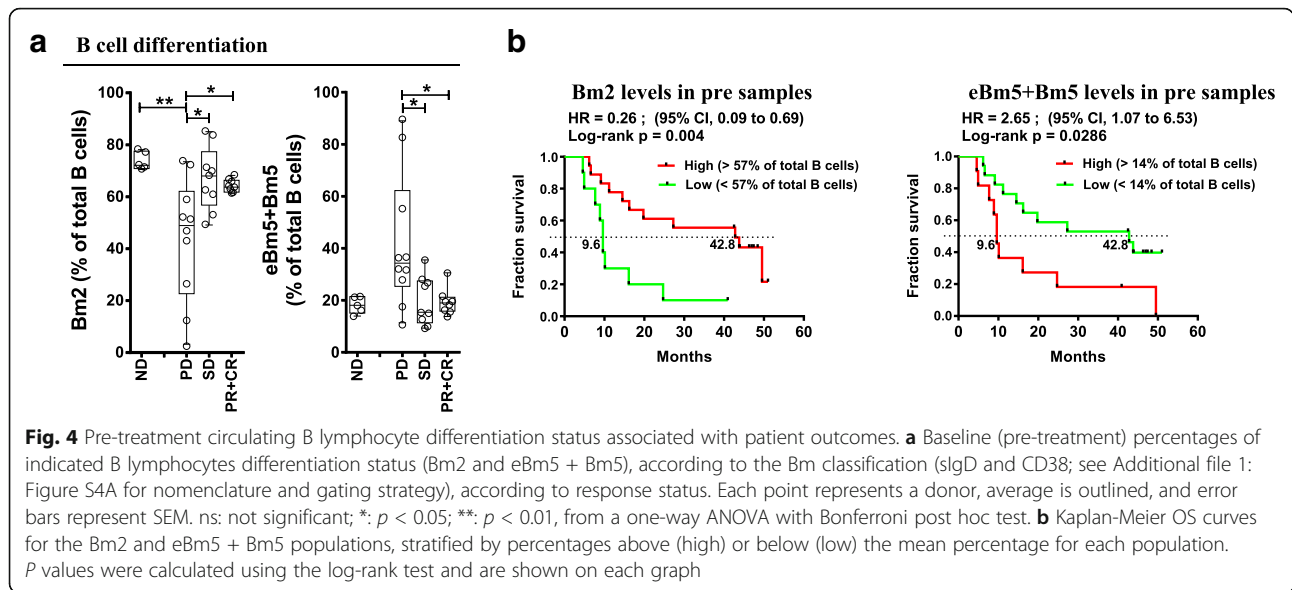 a
B cell differentiation
Bm2 (% of total B cells)
100
80
60
40
20
0
**
*
*
ND
PD
SD
PR+CR
eBm5+Bm5
(% of total B cells)
100
80
60
40
20
0
*
*
ND
PD
SD
PR+CR
b
Bm2 levels in pre samples
HR = 0.26 ; (95% CI, 0.09 to 0.69)
Log-rank p = 0.004
High (> 57% of total B cells)
Low (< 57% of total B cells)
Fraction survival
1.0
0.8
0.6
0.4
0.2
0.0
9.6
42.8
0 10 20 30 40 50 60
Months
eBm5+Bm5 levels in pre samples
HR = 2.65 ; (95% CI, 1.07 to 6.53)
Log-rank p = 0.0286
High (> 14% of total B cells)
Low (< 14% of total B cells)
Fraction survival
1.0
0.8
0.6
0.4
0.2
0.0
9.6
42.8
0 10 20 30 40 50 60
Months
Fig. 4 Pre-treatment circulating B lymphocyte differentiation status associated with patient outcomes. a Baseline (pre-treatment) percentages of
indicated B lymphocytes differentiation status (Bm2 and eBm5 + Bm5), according to the Bm classification (sIgD and CD38; see Additional file 1:
Figure S4A for nomenclature and gating strategy), according to response status. Each point represents a donor, average is outlined, and error
bars represent SEM. ns: not significant; *: p < 0.05; **: p < 0.01, from a one-way ANOVA with Bonferroni post hoc test. b Kaplan-Meier OS curves
for the Bm2 and eBm5 + Bm5 populations, stratified by percentages above (high) or below (low) the mean percentage for each population.
P values were calculated using the log-rank test and are shown on each graph